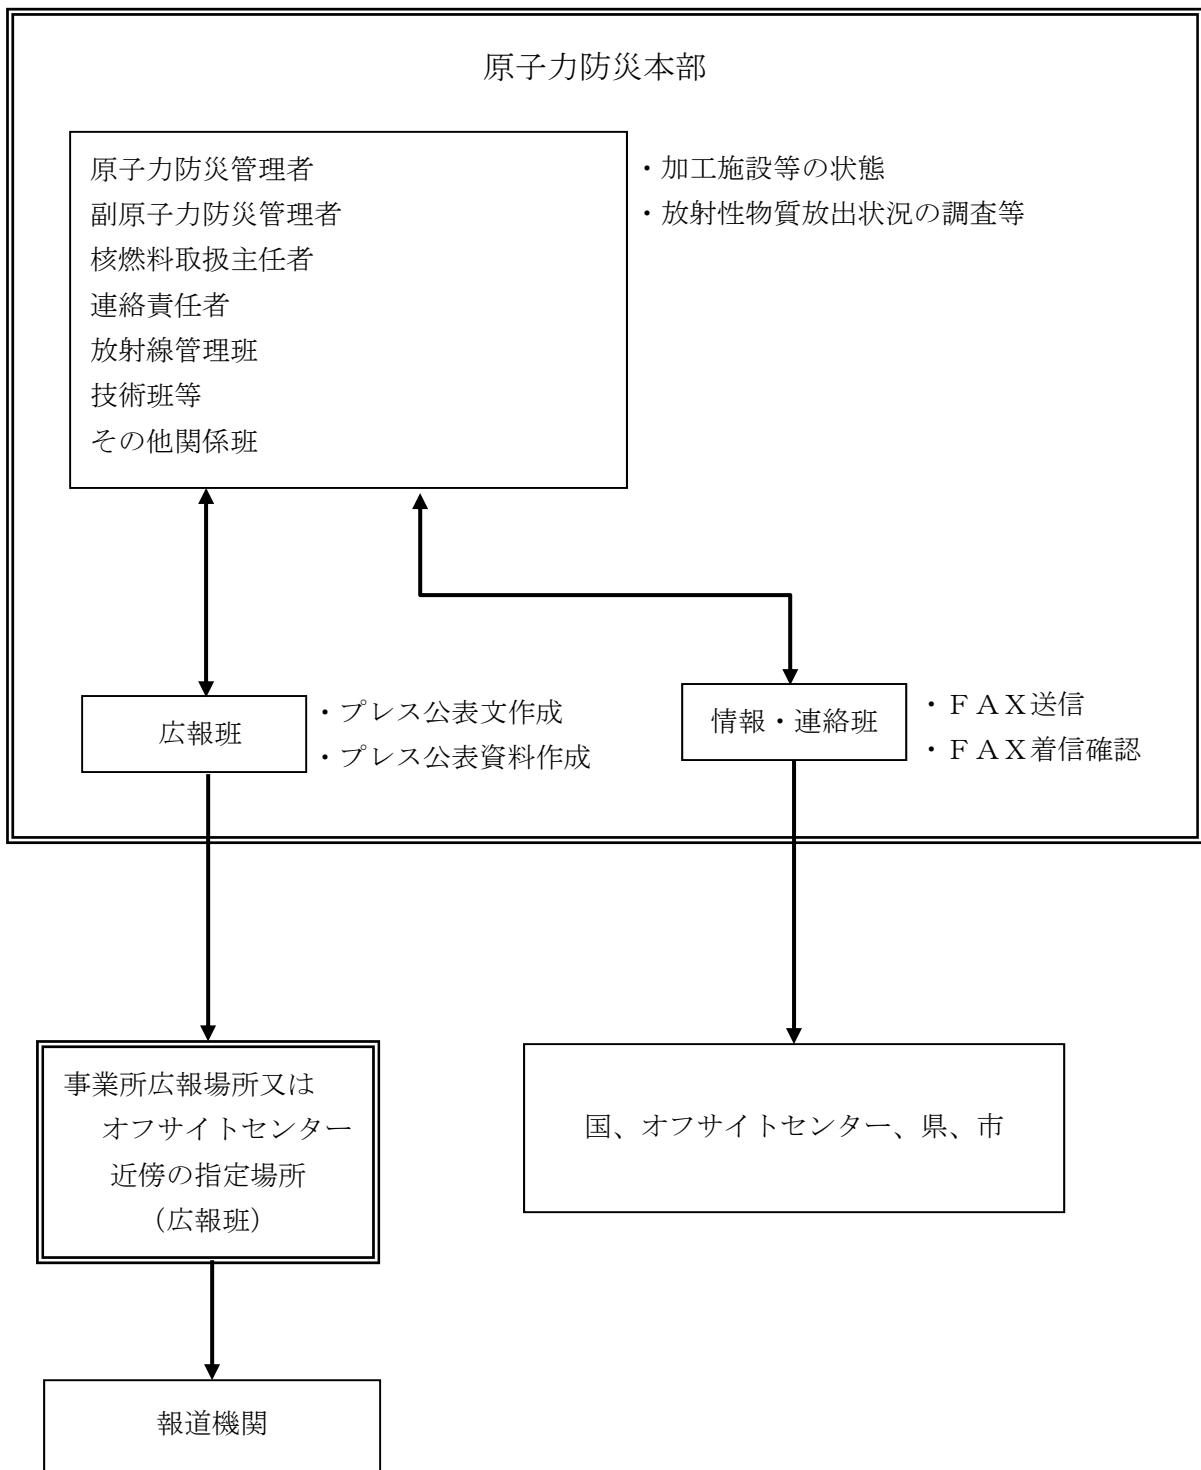 原子力防災本部
原子力防災管理者
副原子力防災管理者
核燃料取扱主任者
連絡責任者
放射線管理班
技術班等
その他関係班
・加工施設等の状態
・放射性物質放出状況の調査等
広報班
・プレス公表文作成
・プレス公表資料作成
情報・連絡班
・ＦＡＸ送信
・ＦＡＸ着信確認
事業所広報場所又は
オフサイトセンター
近傍の指定場所
（広報班）
国、オフサイトセンター、県、市
報道機関